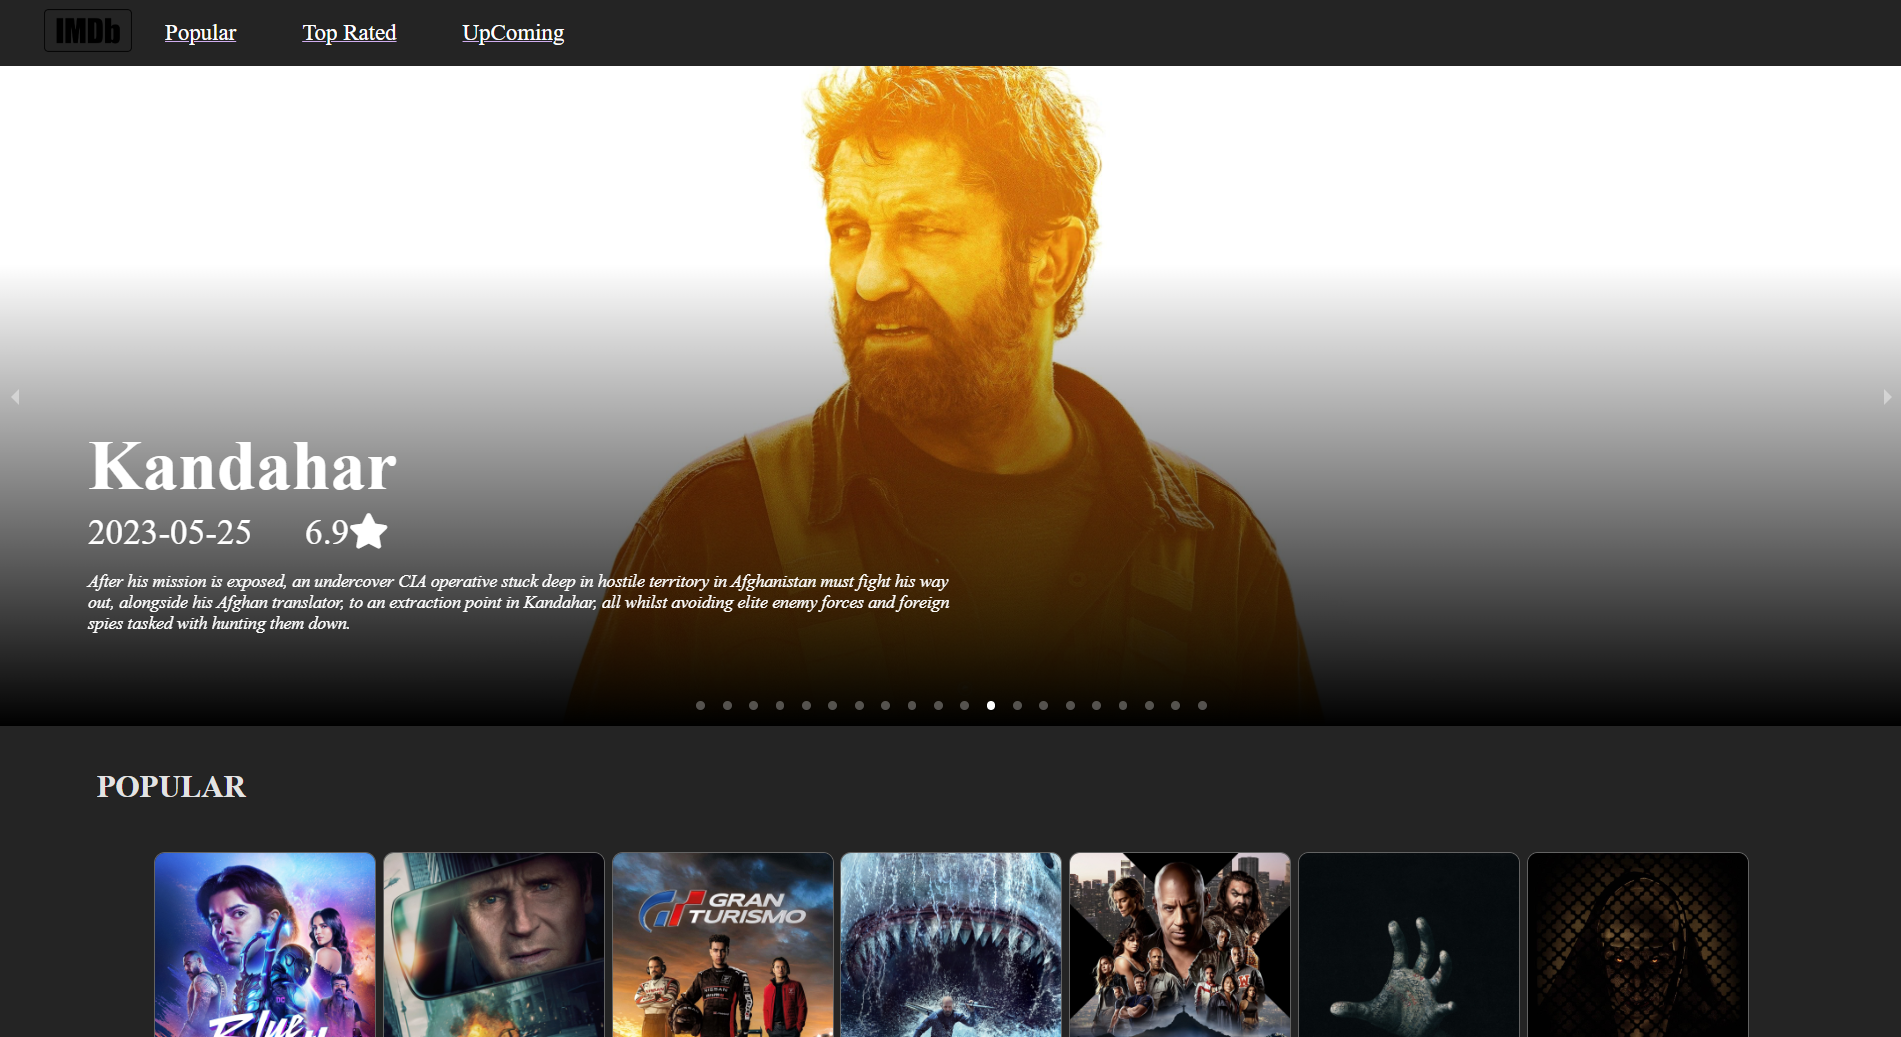 IMDb Popular Top Rated UpComing
Kandahar
2023-05-25 6.9
After his mission is exposed, an undercover CIA operative stuck deep in hostile territory in Afghanistan must fight his way
out, alongside his Afghan translator, to an extraction point in Kandahar, all whilst avoiding elite enemy forces and foreign
spies tasked with hunting them down.
POPULAR
GRAN
TURISMO
Blue